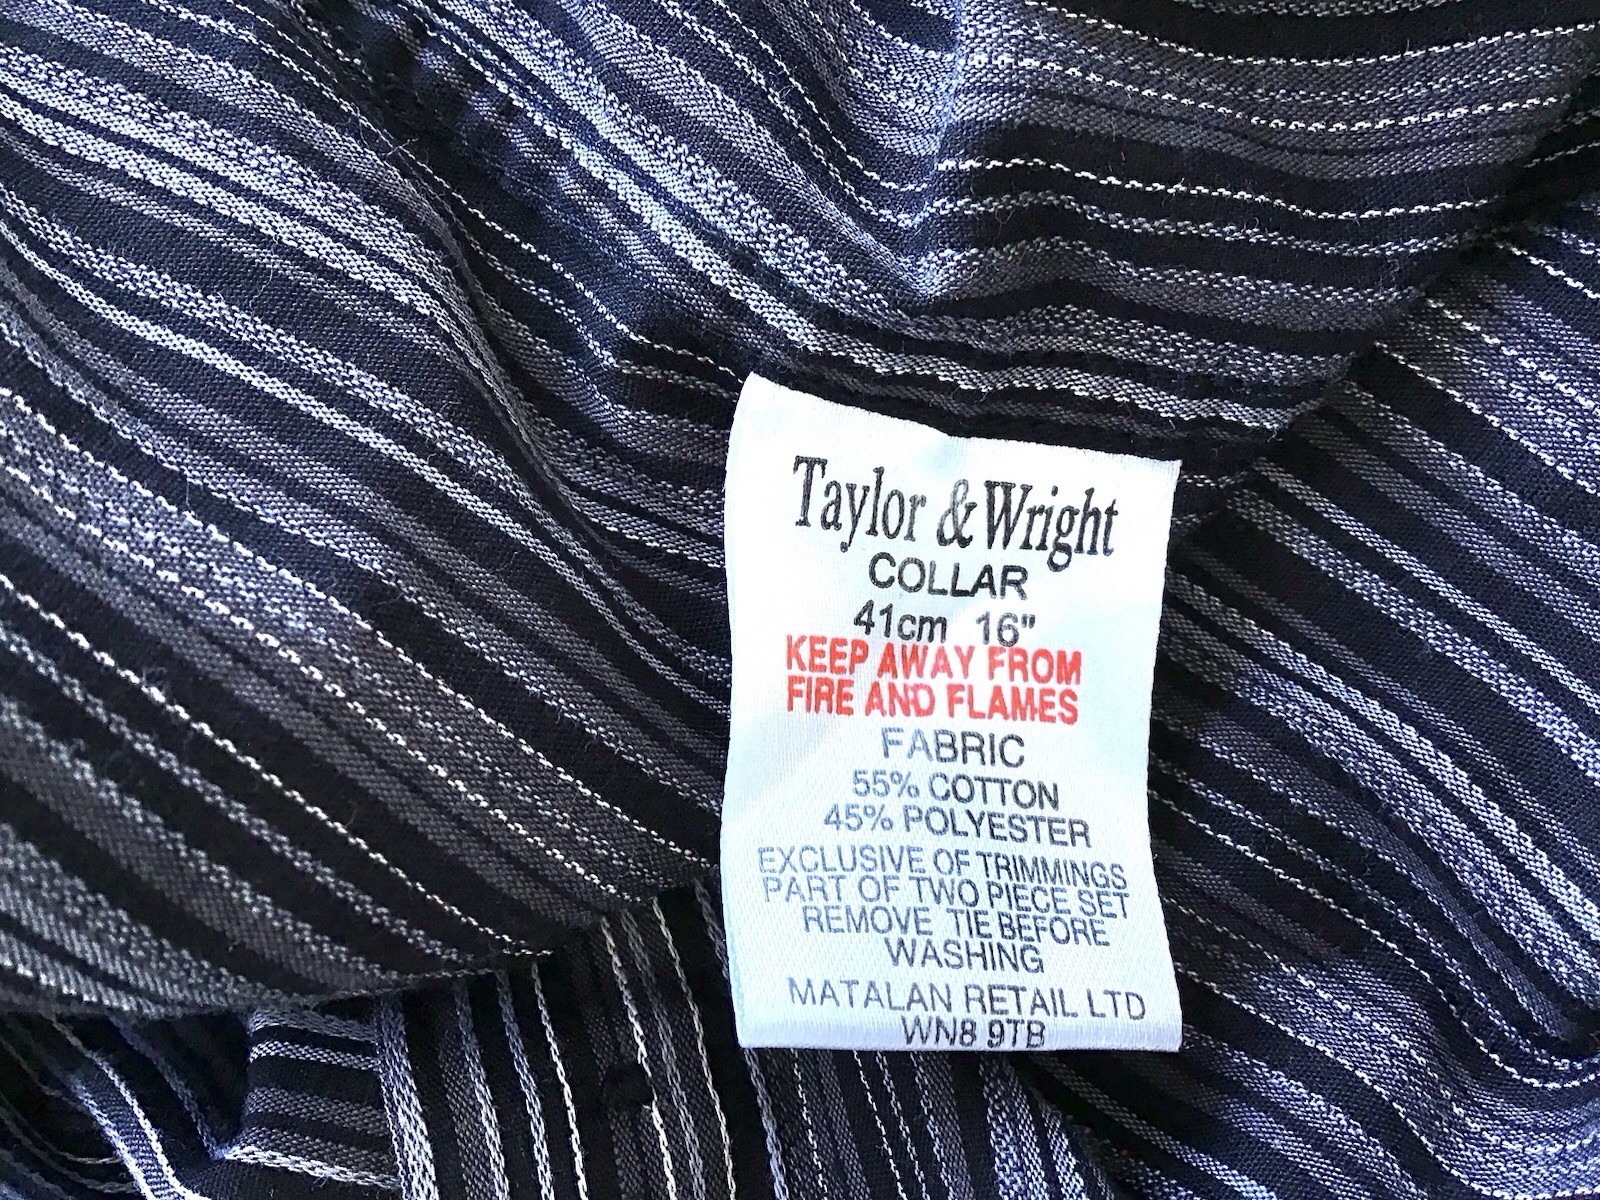 Taylor & Wright
COLLAR
41cm 16"
KEEP AWAY FROM
FIRE AND FLAMES
FABRIC
55% COTTON
45% POLYESTER
EXCLUSIVE OF TRIMMINGS
PART OF TWO PIECE SET
REMOVE TIE BEFORE
WASHING
MATALAN RETAIL LTD
WN8 9TB